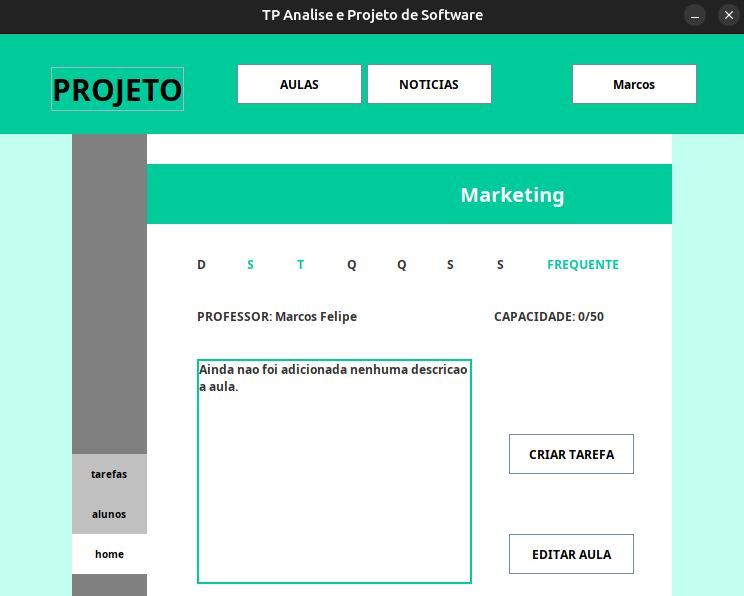 TP Analise e Projeto de Software
PROJETO
AULAS
NOTICIAS
Marcos
Marketing
D S T Q Q S S FREQUENTE
PROFESSOR: Marcos Felipe
CAPACIDADE: 0/50
Ainda nao foi adicionada nenhuma descricao
a aula.
CRIAR TAREFA
tarefas
alunos
home
EDITAR AULA